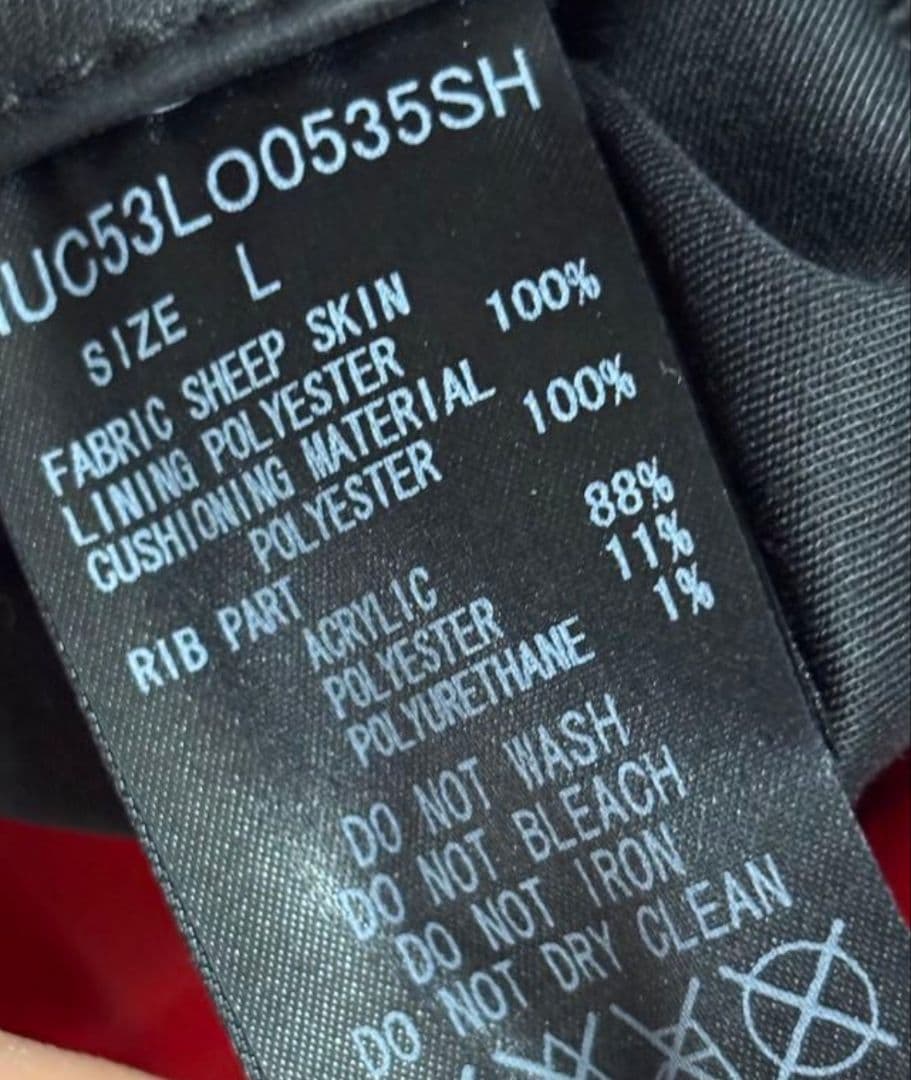 UC53LO0535SH
SIZE L
FABRIC SHEEP SKIN
LINING POLYESTER 100%
CUSHIONING MATERIAL
POLYESTER 100%
RIB PART
ACRYLIC 88%
POLYESTER 11%
POLYURETHANE 1%
DO NOT WASH
DO NOT BLEACH
DO NOT IRON
DO NOT DRY CLEAN